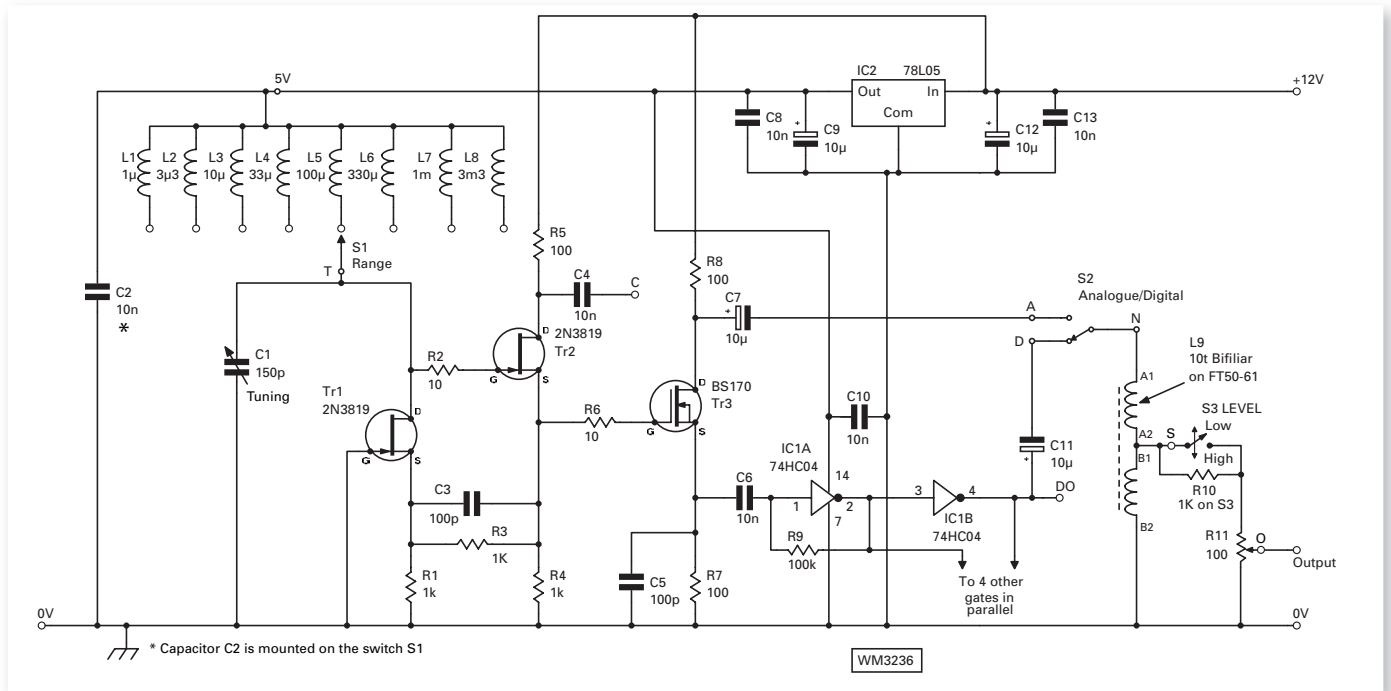 5V
IC2 78L05
Out In
Com
+12V
C8
10n
+
C9
10µ
+
C12
10µ
C13
10n
L1
1µ
L2
3µ3
L3
10µ
L4
33µ
L5
100µ
L6
330µ
L7
1m
L8
3m3
S1
Range
T
C2
10n
*
C1
150p
Tuning
R5
100
C4
10n
C
R8
100
C7
+
10µ
A
D
S2
Analogue/Digital
N
L9
10t Bifiliar
on FT50-61
A1
A2
B1
B2
S3 LEVEL
Low
High
S
R10
1K on S3
R11
100
O
Output
Tr1
2N3819
D
G
S
R2
10
D
2N3819
Tr2
G
S
R6
10
D
BS170
Tr3
G
S
C10
10n
C11
+
10µ
IC1A
74HC04
14
1
2
7
3
4
IC1B
74HC04
DO
C6
10n
R9
100k
To 4 other
gates in
parallel
C3
100p
R3
1K
R1
1k
R4
1k
C5
100p
R7
100
0V
0V
* Capacitor C2 is mounted on the switch S1
WM3236